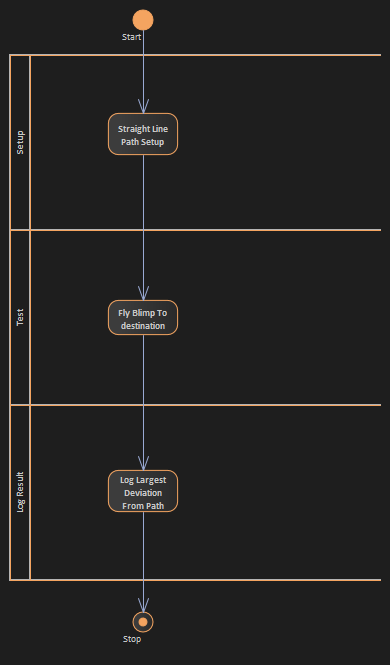 Start
Setup
Straight Line
Path Setup
Test
Fly Blimp To
destination
Log Result
Log Largest
Deviation
From Path
Stop